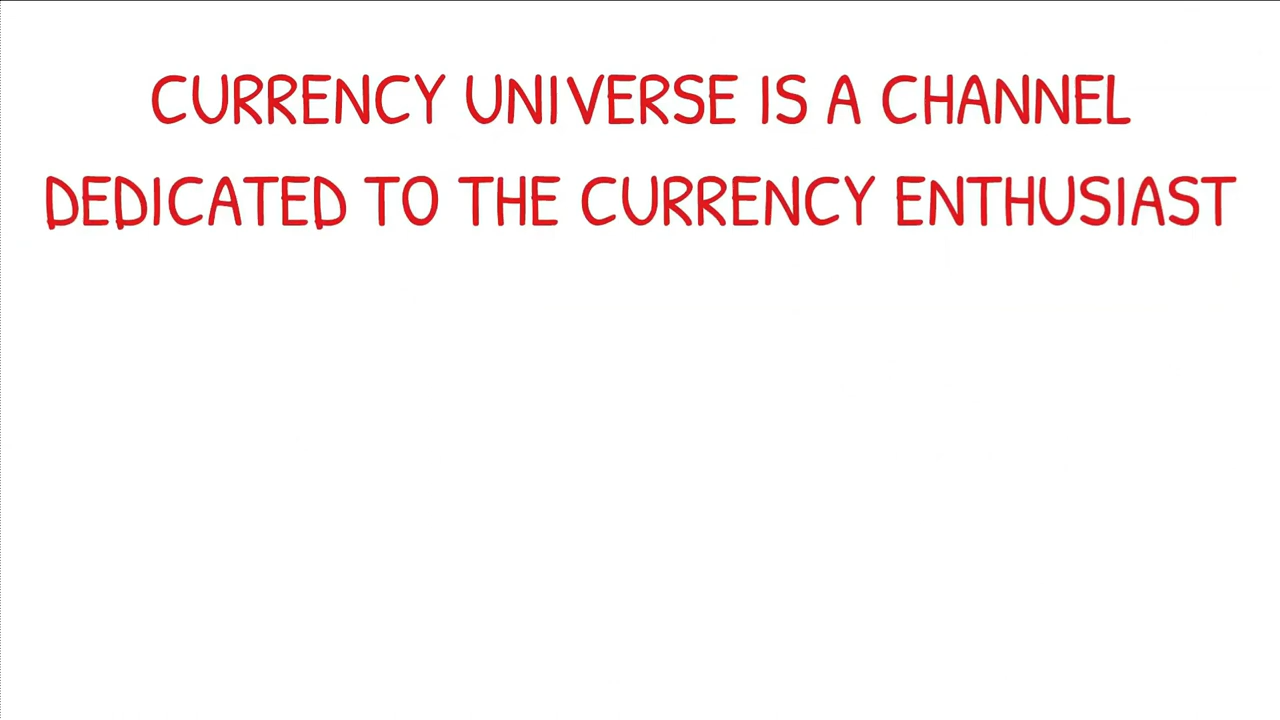 CURRENCY UNIVERSE IS A CHANNEL
DEDICATED TO THE CURRENCY ENTHUSIAST